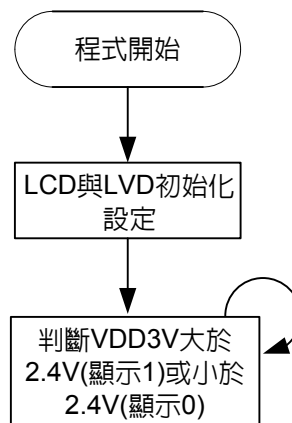 程式開始
LCD與LVD初始化
設定
判斷VDD3V大於
2.4V(顯示1)或小於
2.4V(顯示0)